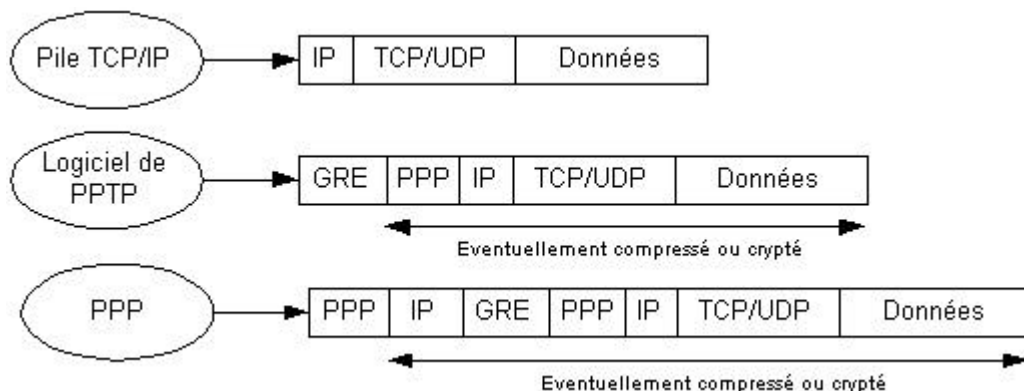 Pile TCP/IP
IP TCP/UDP Données
Logiciel de
PPTP
GRE PPP IP TCP/UDP Données
Eventuellement compressé ou crypté
PPP
PPP IP GRE PPP IP TCP/UDP Données
Eventuellement compressé ou crypté